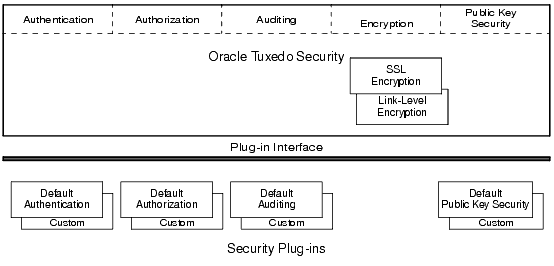 Authentication
Authorization
Auditing
Encryption
Public Key
Security
Oracle Tuxedo Security
SSL
Encryption
Link-Level
Encryption
Plug-in Interface
Default
Authentication
Custom
Default
Authorization
Custom
Default
Auditing
Custom
Default
Public Key Security
Custom
Security Plug-ins